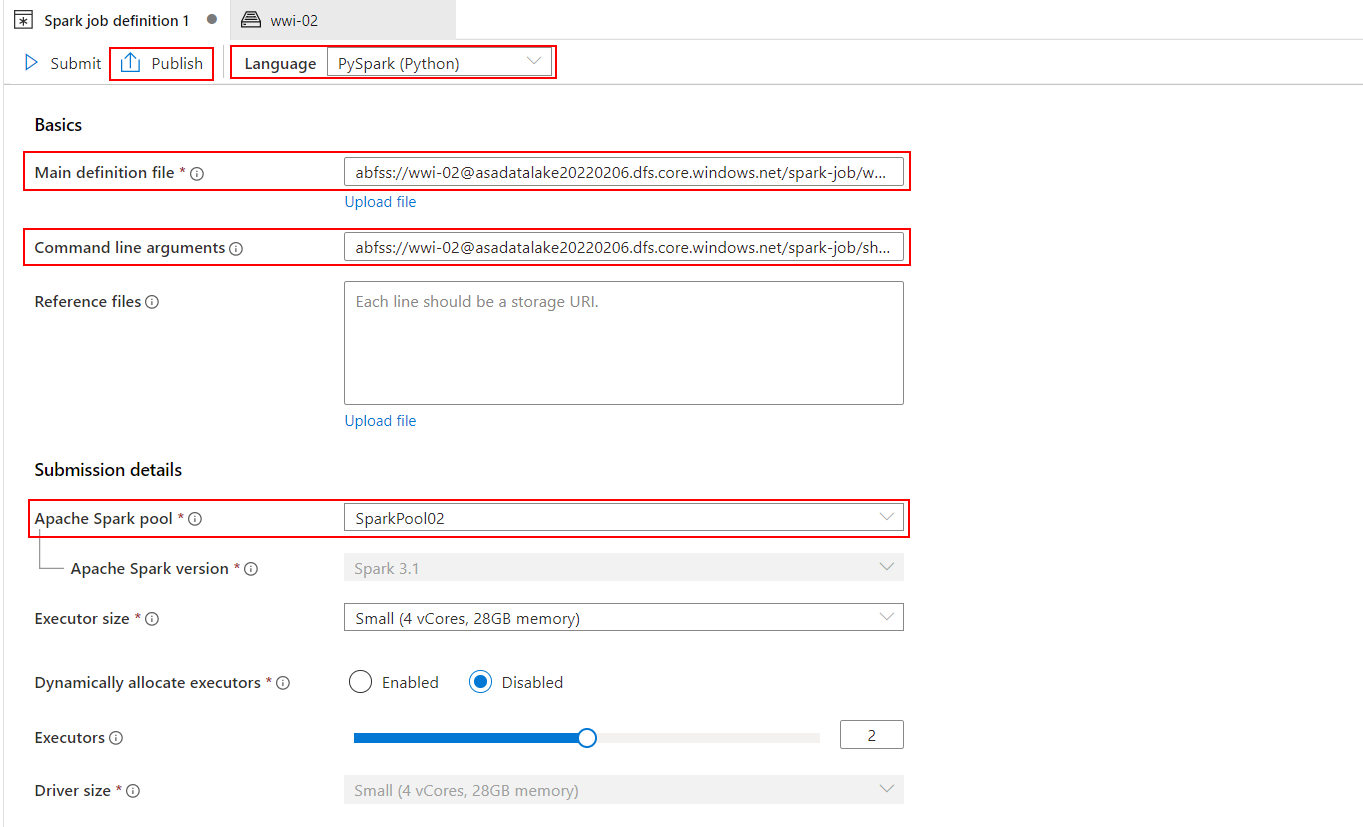 Spark job definition 1 wwi-02
Submit Publish Language PySpark (Python)
Basics
Main definition file * abfss://wwi-02@asadatalake20220206.dfs.core.windows.net/spark-job/w...
Upload file
Command line arguments abfss://wwi-02@asadatalake20220206.dfs.core.windows.net/spark-job/sh...
Reference files Each line should be a storage URI.
Upload file
Submission details
Apache Spark pool * SparkPool02
Apache Spark version * Spark 3.1
Executor size * Small (4 vCores, 28GB memory)
Dynamically allocate executors * Enabled Disabled
Executors 2
Driver size * Small (4 vCores, 28GB memory)